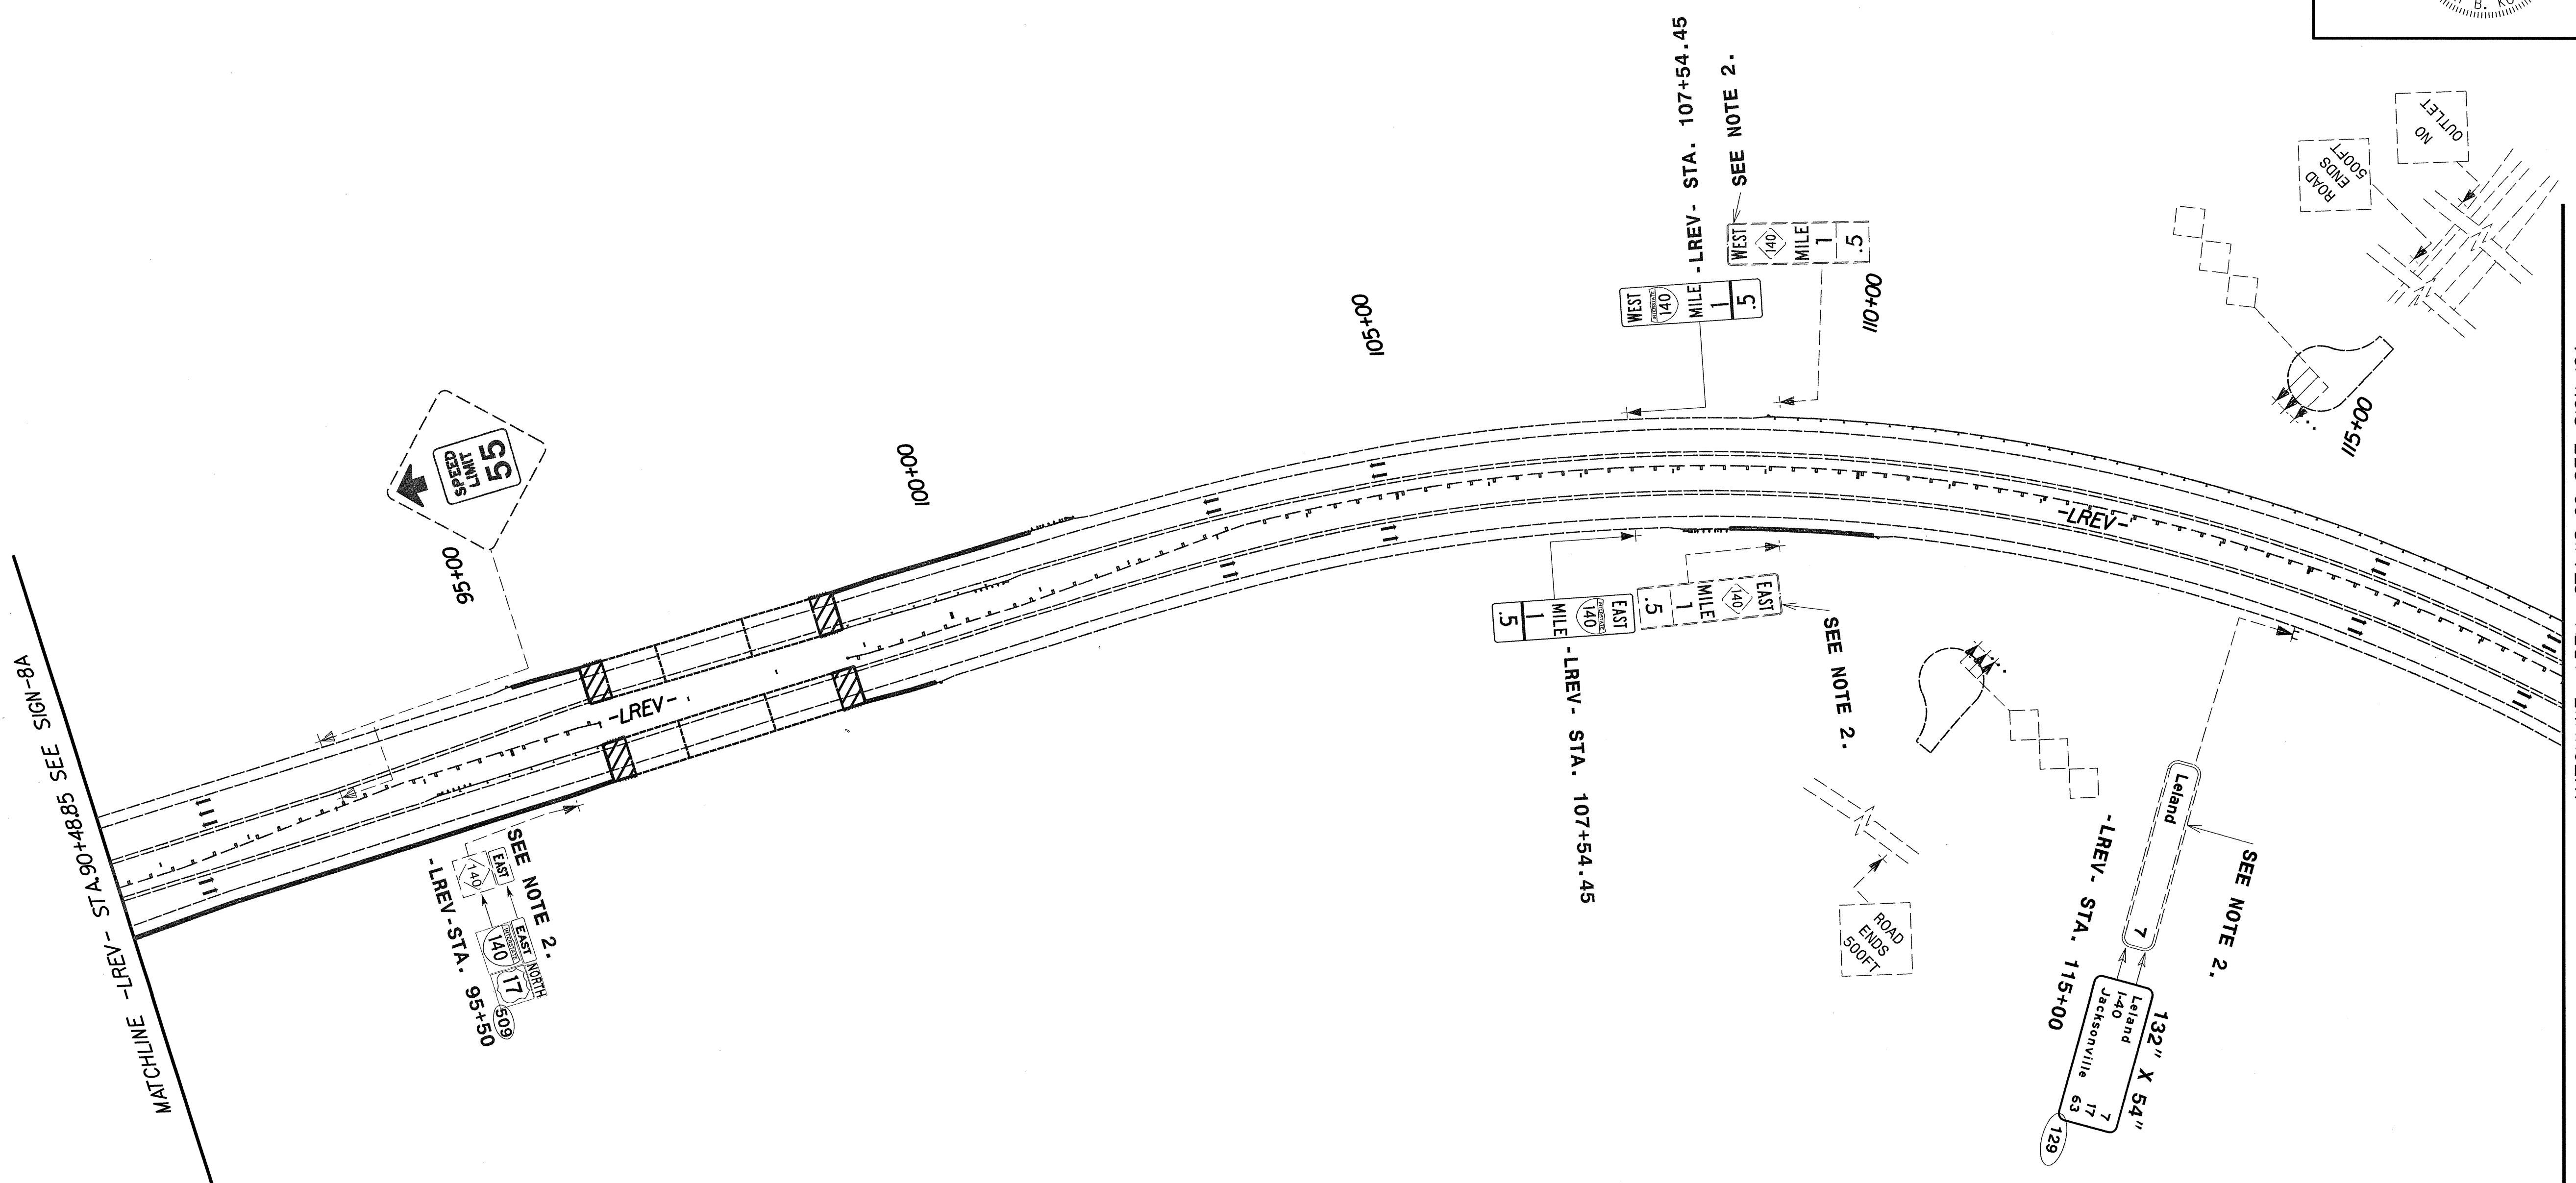 MATCHLINE -LREV- STA.90+48.85 SEE SIGN-8A
95+00
SPEED
LIMIT
55
-LREV-
SEE NOTE 2.
EAST
140
-LREV-STA. 95+50
EAST
INTERSTATE
140
NORTH
17
509
100+00
105+00
-LREV- STA. 107+54.45
SEE NOTE 2.
WEST
INTERSTATE
140
MILE
1
.5
WEST
140
MILE
1
.5
110+00
EAST
INTERSTATE
140
MILE
1
.5
EAST
140
MILE
1
.5
SEE NOTE 2.
-LREV- STA. 107+54.45
-LREV-
NO
OUTLET
ROAD
ENDS
500FT
115+00
ROAD
ENDS
500FT
-LREV- STA. 115+00
Leland 7
SEE NOTE 2.
132" X 54"
Leland 7
I-40 17
Jacksonville 63
129
B.